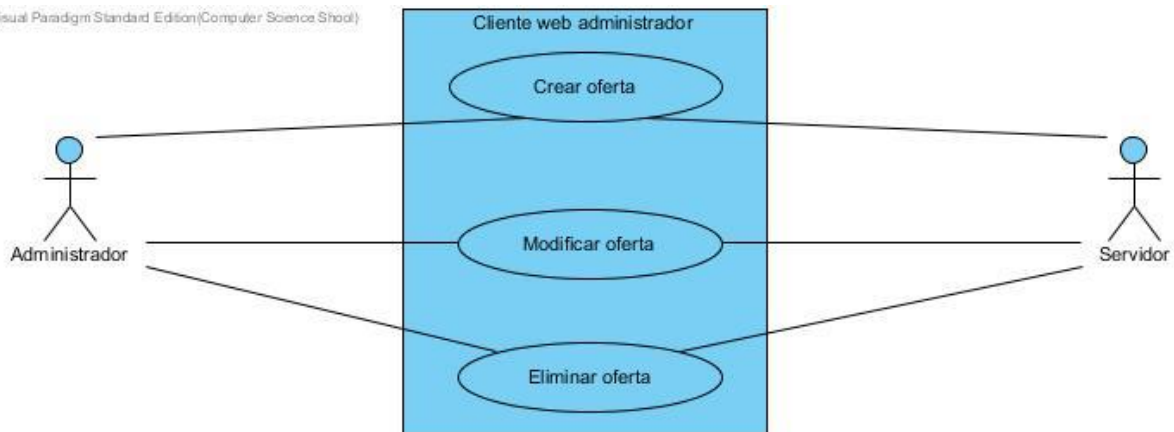 isual Paradigm Standard Edition(Computer Science Shool)
Cliente web administrador
Crear oferta
Administrador
Modificar oferta
Servidor
Eliminar oferta